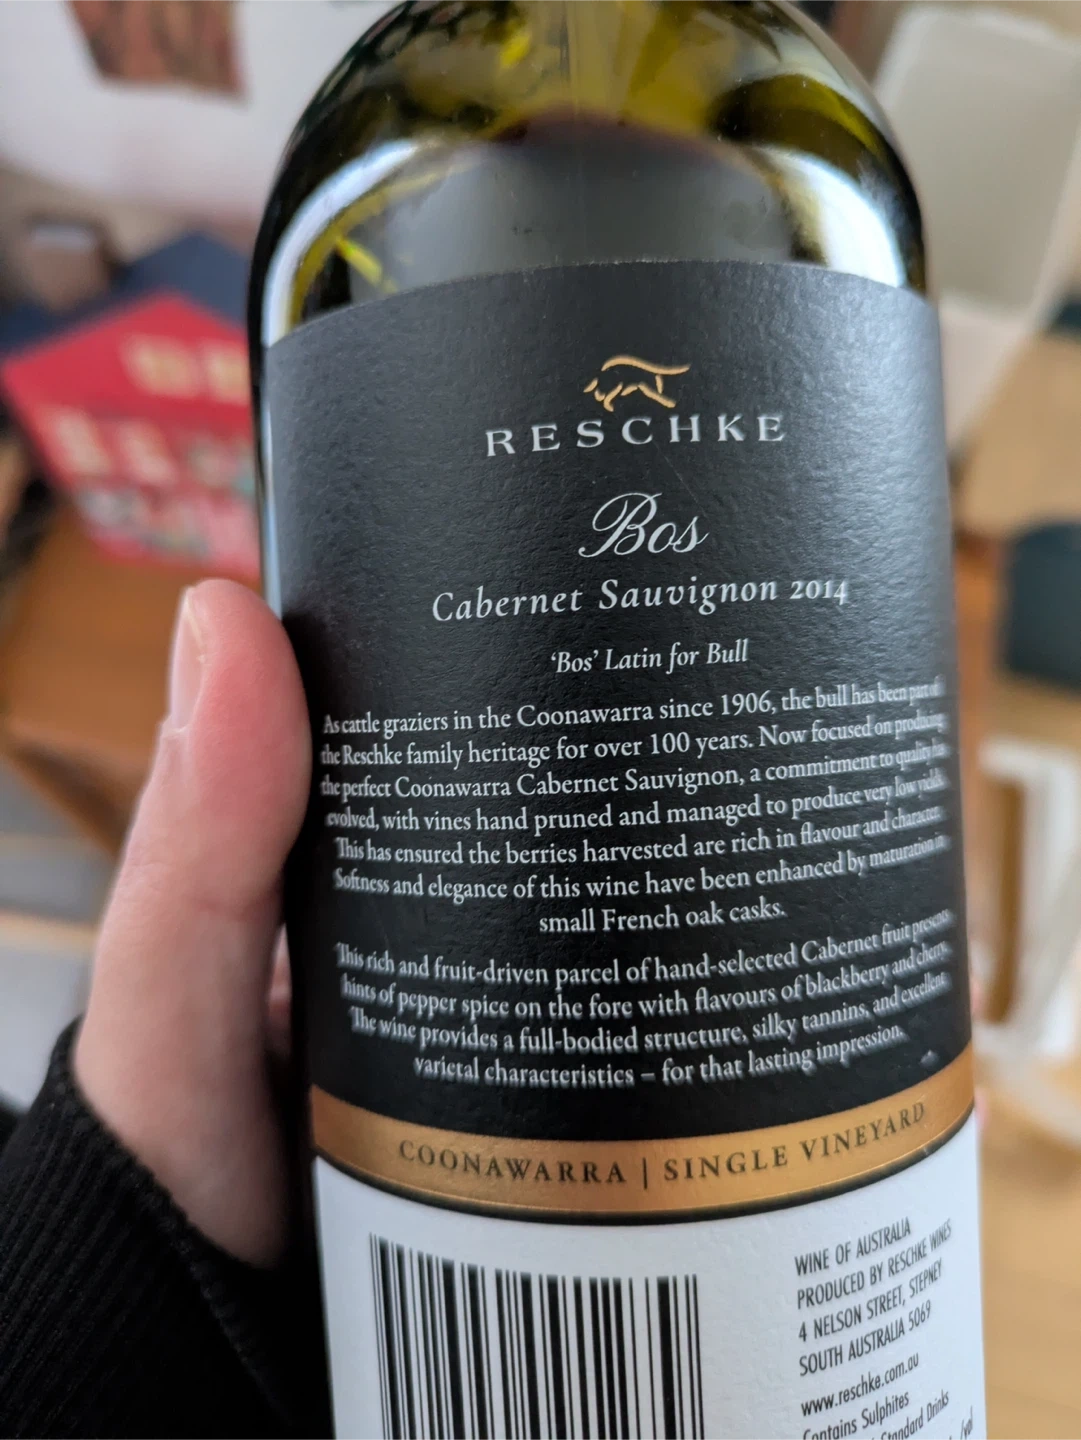 RESCHKE
Bos
Cabernet Sauvignon 2014
‘Bos’ Latin for Bull
As cattle graziers in the Coonawarra since 1906, the bull has been part of
the Reschke family heritage for over 100 years. Now focused on producing
the perfect Coonawarra Cabernet Sauvignon, a commitment to quality has
evolved, with vines hand pruned and managed to produce very low yields.
This has ensured the berries harvested are rich in flavour and character.
Softness and elegance of this wine have been enhanced by maturation in
small French oak casks.
This rich and fruit-driven parcel of hand-selected Cabernet fruit presents
hints of pepper spice on the fore with flavours of blackberry and cherry.
The wine provides a full-bodied structure, silky tannins, and excellent
varietal characteristics – for that lasting impression.
COONAWARRA | SINGLE VINEYARD
WINE OF AUSTRALIA
PRODUCED BY RESCHKE WINES
4 NELSON STREET, STEPNEY
SOUTH AUSTRALIA 5069
www.reschke.com.au
Contains Sulphites
Standard Drinks
/vol